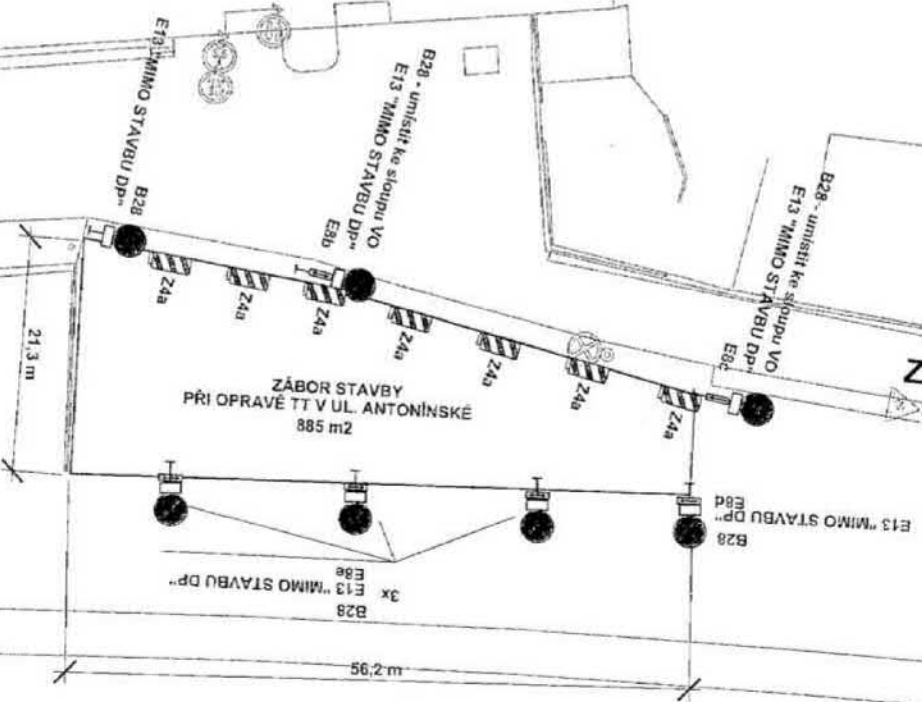 E13 "MIMO STAVBU DP"
B28
B28 - umístit ke sloupu VO
E13 "MIMO STAVBU DP"
E8b
B28 - umístit ke sloupu VO
E13 "MIMO STAVBU DP"
E8c
Z4a
Z4a
Z4a
Z4a
Z4a
Z4a
Z4a
Z
21,3 m
ZÁBOR STAVBY
PŘI OPRAVĚ TT V UL. ANTONÍNSKÉ
885 m2
B28
E13 "MIMO STAVBU DP"
E8d
B28
3x E13 "MIMO STAVBU DP"
E8e
56,2 m